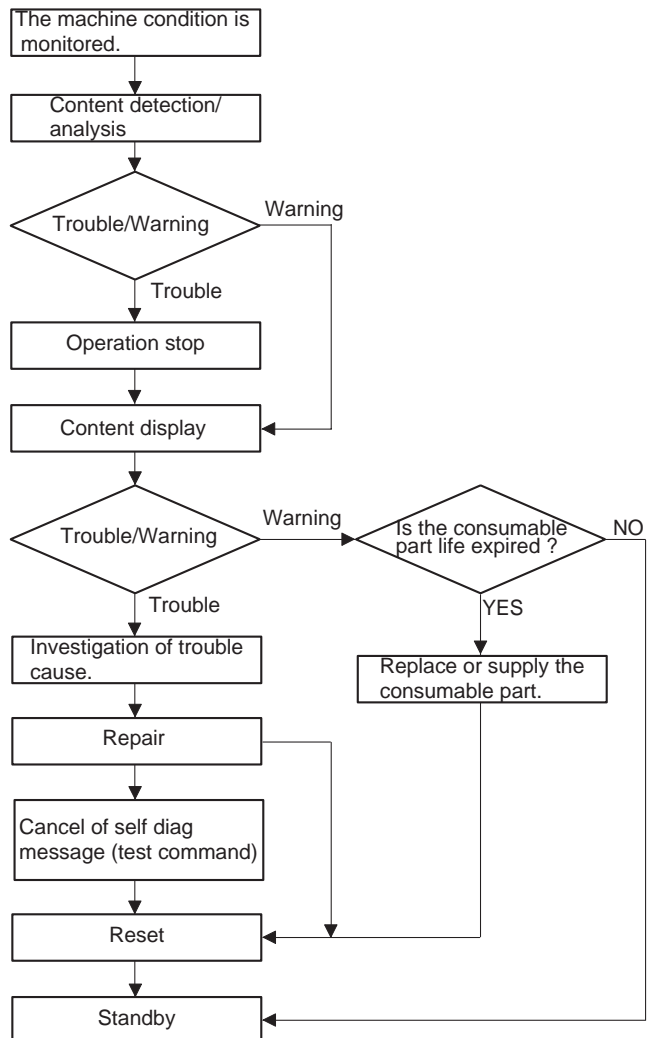 The machine condition is
monitored.
Content detection/
analysis
Trouble/Warning
Warning
Trouble
Operation stop
Content display
Trouble/Warning
Warning
Is the consumable
part life expired ?
NO
Trouble
YES
Investigation of trouble
cause.
Replace or supply the
consumable part.
Repair
Cancel of self diag
message (test command)
Reset
Standby